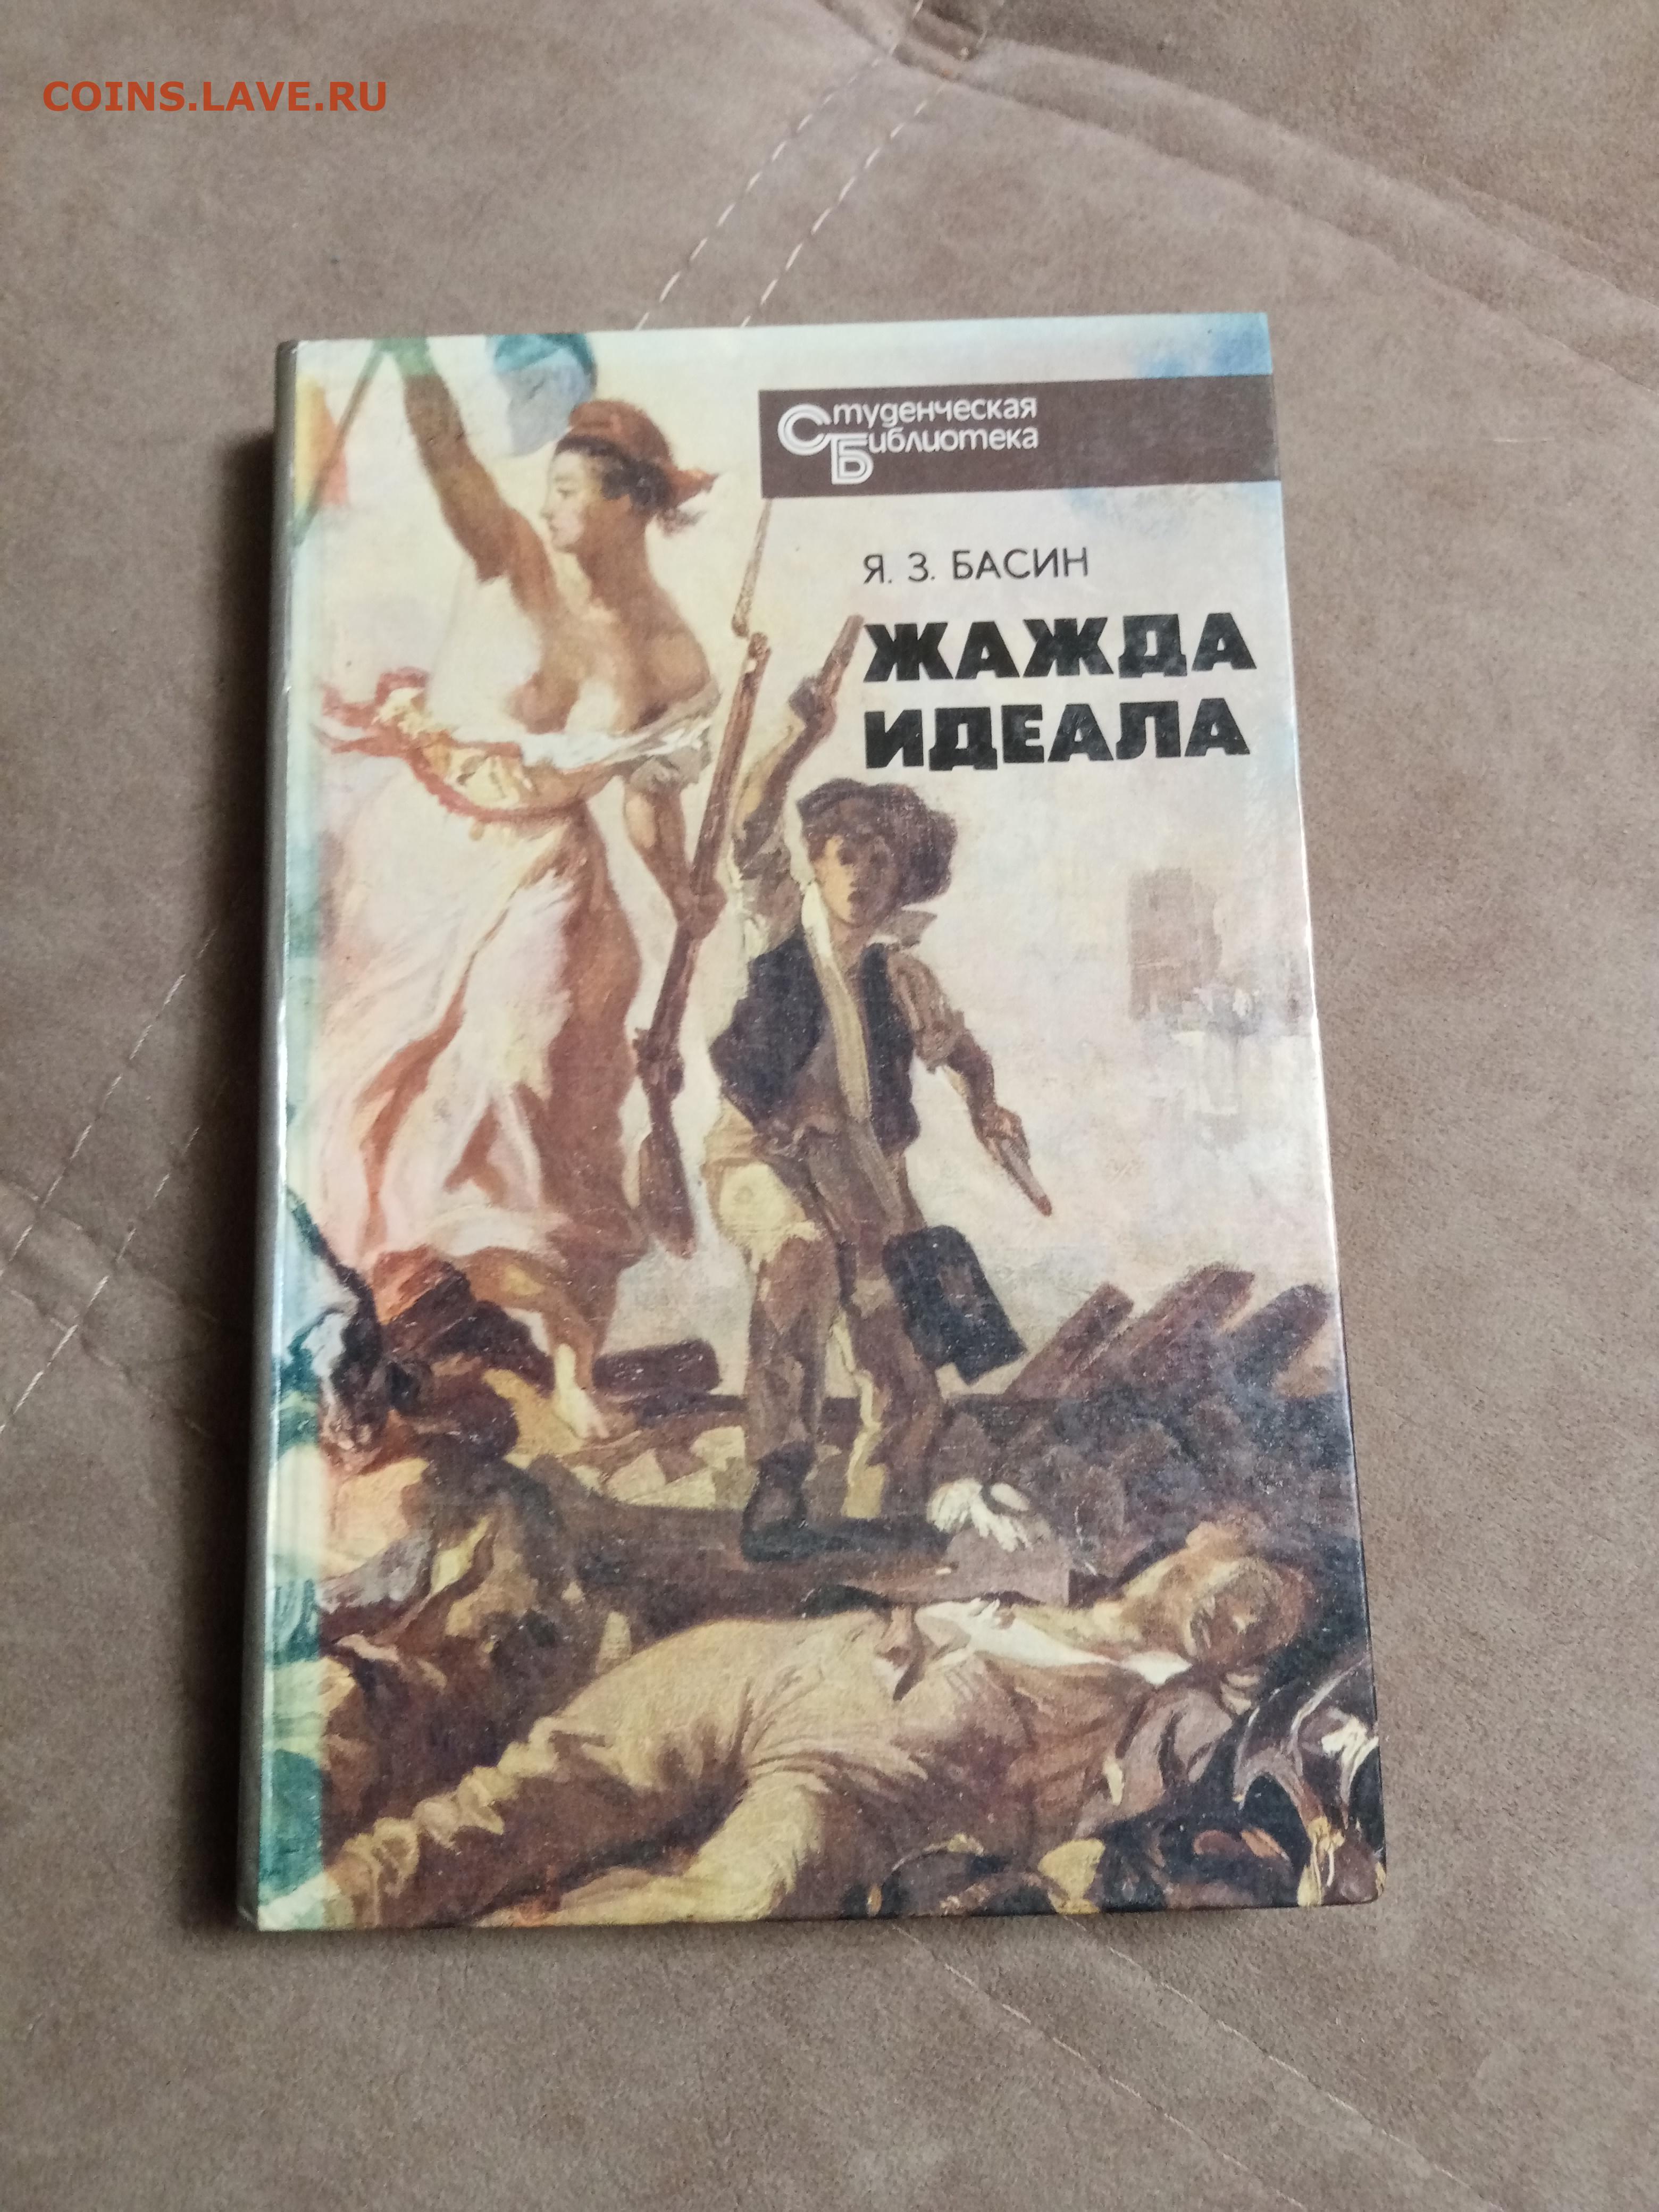 COINS.LAVE.RU
Студенческая
Библиотека
Я. З. БАСИН
ЖАЖДА
ИДЕАЛА